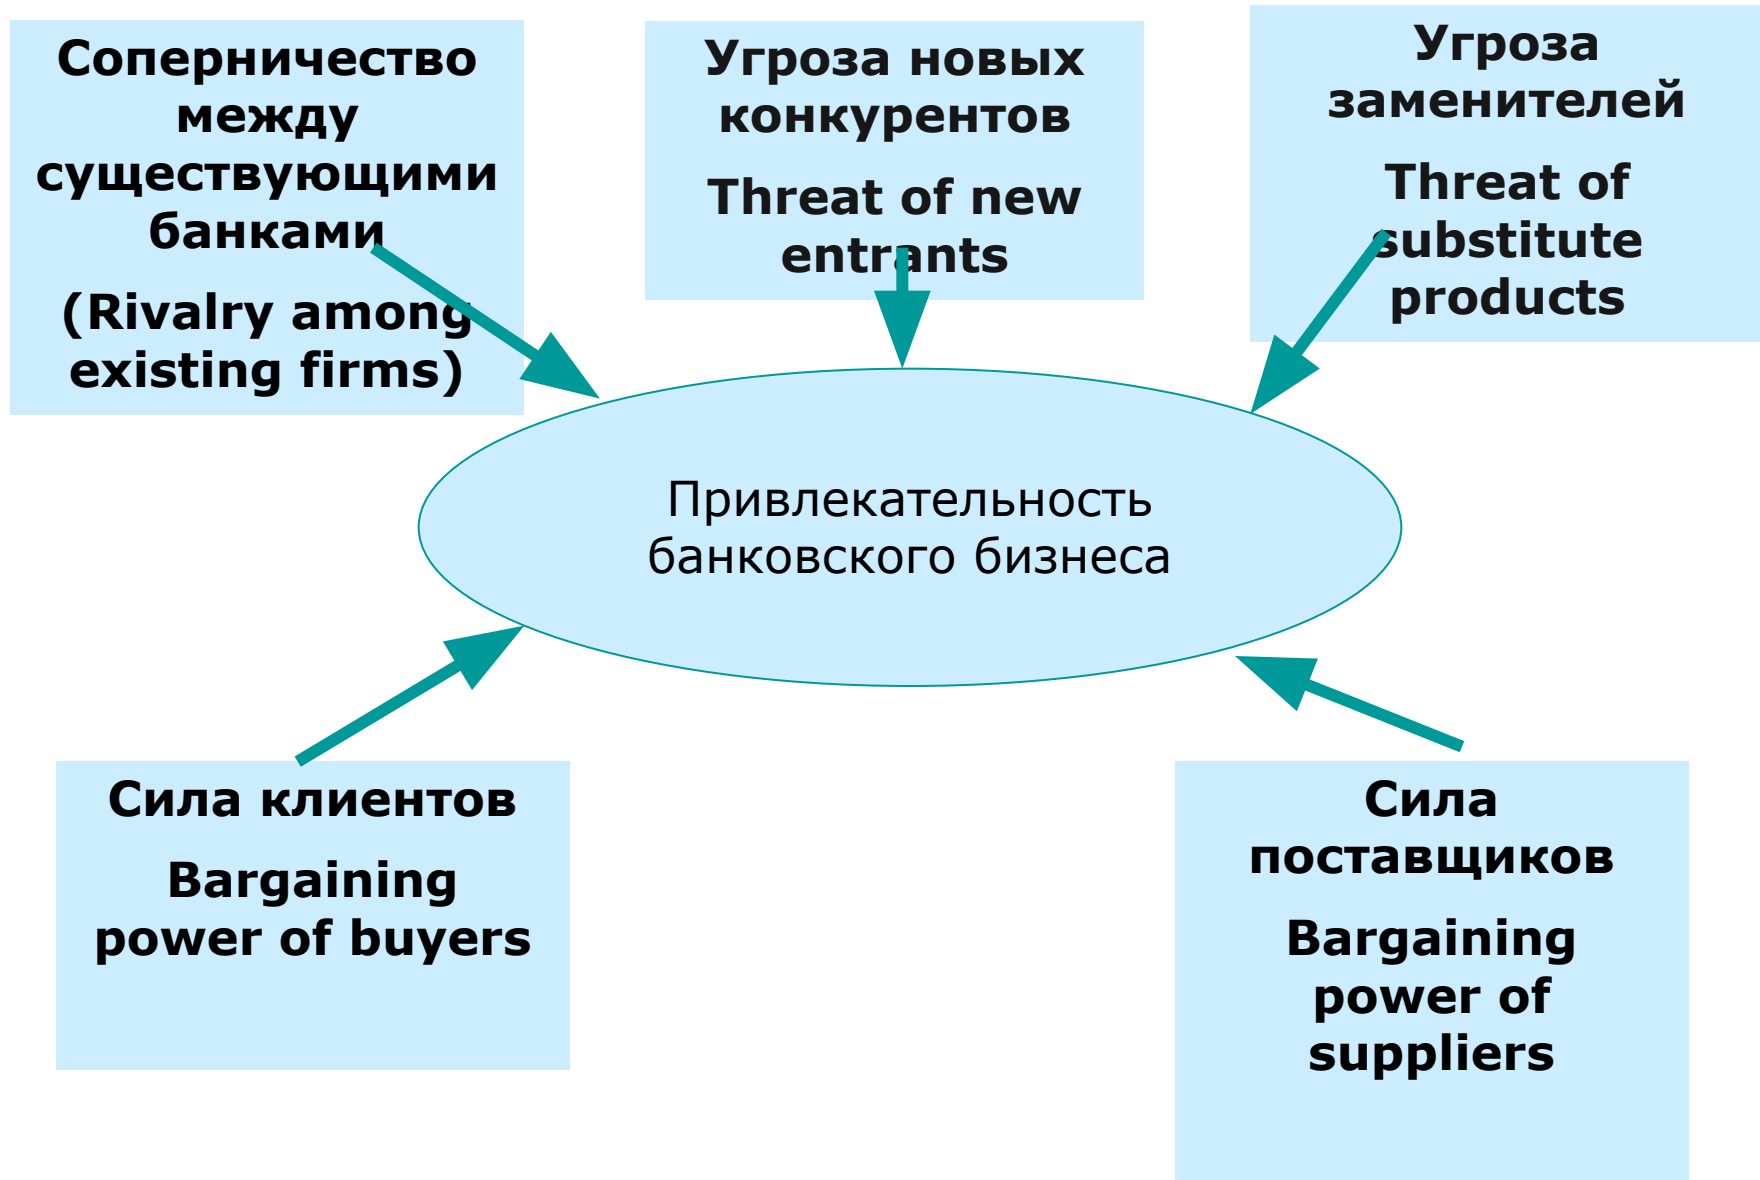 Соперничество
между
существующими
банками
(Rivalry among
existing firms)
Угроза новых
конкурентов
Threat of new
entrants
Угроза
заменителей
Threat of
substitute
products
Привлекательность
банковского бизнеса
Сила клиентов
Bargaining
power of buyers
Сила
поставщиков
Bargaining
power of
suppliers